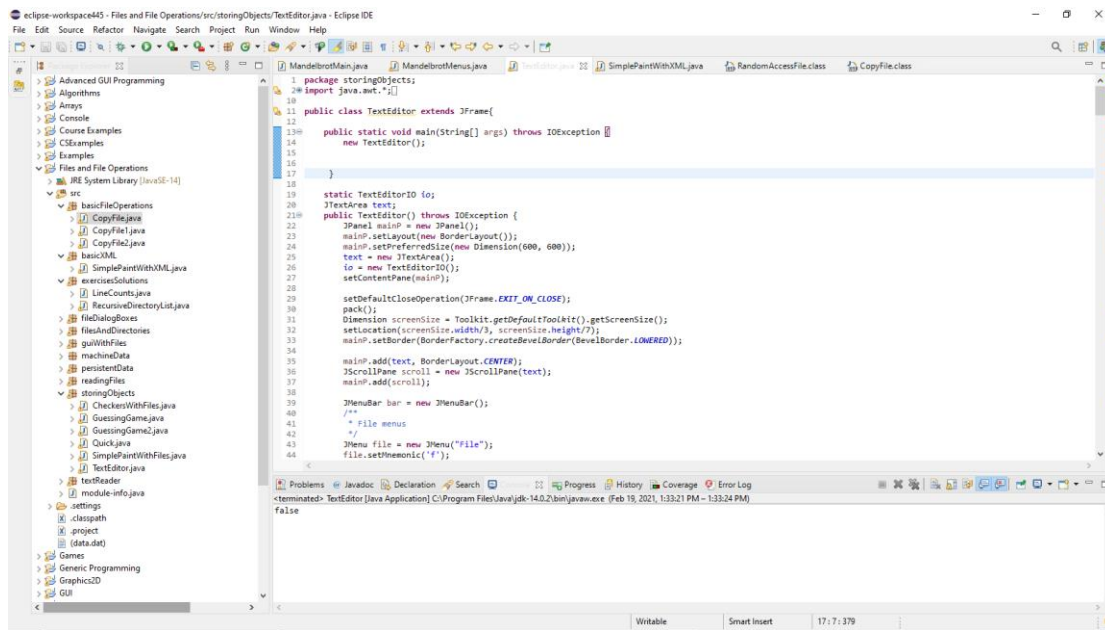 eclipse-workspace445 - Files and File Operations/src/storingObjects/TextEditor.java - Eclipse IDE
File Edit Source Refactor Navigate Search Project Run Window Help
MandelbrotMain.java MandelbrotMenus.java TextEditor.java SimplePaintWithXML.java RandomAccessFile.class CopyFile.class
Advanced GUI Programming
Algorithms
Arrays
Console
Course Examples
CSExamples
Examples
Files and File Operations
JRE System Library [JavaSE-14]
src
basicFileOperations
CopyFile.java
CopyFile1.java
CopyFile2.java
basicXML
SimplePaintWithXML.java
exercisesSolutions
LineCounts.java
RecursiveDirectoryList.java
fileDialogBoxes
filesAndDirectories
guiWithFiles
machineData
persistentData
readingFiles
storingObjects
CheckersWithFiles.java
GuessingGame.java
GuessingGame2.java
Quick.java
SimplePaintWithFiles.java
TextEditor.java
textReader
module-info.java
.settings
.classpath
.project
(data.dat)
Games
Generic Programming
Graphics2D
GUI
1 package storingObjects;
2 import java.awt.*;
10
11 public class TextEditor extends JFrame{
12
13 public static void main(String[] args) throws IOException {
14 new TextEditor();
15
16
17 }
18
19 static TextEditorIO io;
20 JTextArea text;
21 public TextEditor() throws IOException {
22 JPanel mainP = new JPanel();
23 mainP.setLayout(new BorderLayout());
24 mainP.setPreferredSize(new Dimension(600, 600));
25 text = new JTextArea();
26 io = new TextEditorIO();
27 setContentPane(mainP);
28
29 setDefaultCloseOperation(JFrame.EXIT_ON_CLOSE);
30 pack();
31 Dimension screenSize = Toolkit.getDefaultToolkit().getScreenSize();
32 setLocation(screenSize.width/3, screenSize.height/7);
33 mainP.setBorder(BorderFactory.createBevelBorder(BevelBorder.LOWERED));
34
35 mainP.add(text, BorderLayout.CENTER);
36 JScrollPane scroll = new JScrollPane(text);
37 mainP.add(scroll);
38
39 JMenuBar bar = new JMenuBar();
40 /**
41 * File menus
42 */
43 JMenu file = new JMenu("File");
44 file.setMnemonic('f');
Problems Javadoc Declaration Search Progress History Coverage Error Log
<terminated> TextEditor [Java Application] C:\Program Files\Java\jdk-14.0.2\bin\javaw.exe (Feb 19, 2021, 1:33:21 PM – 1:33:24 PM)
false
Writable Smart Insert 17 : 7 : 379